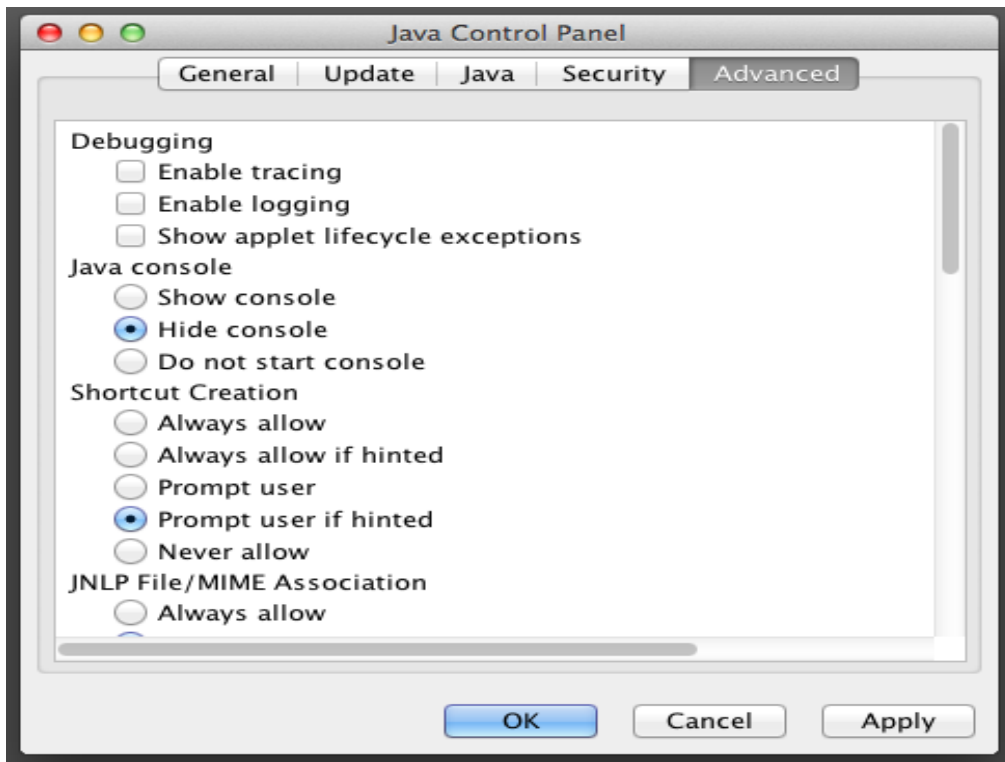 Java Control Panel
General Update Java Security Advanced
Debugging
Enable tracing
Enable logging
Show applet lifecycle exceptions
Java console
Show console
Hide console
Do not start console
Shortcut Creation
Always allow
Always allow if hinted
Prompt user
Prompt user if hinted
Never allow
JNLP File/MIME Association
Always allow
OK Cancel Apply